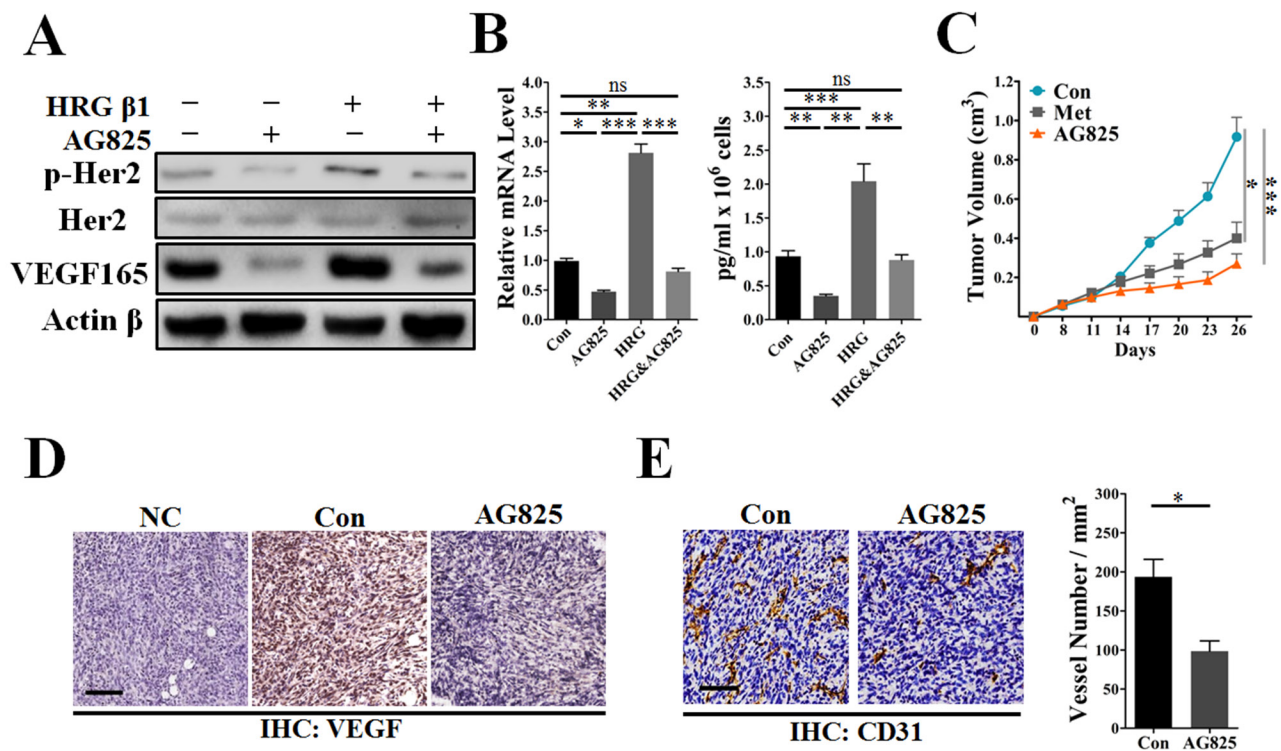 A
HRG β1 − − + +
AG825 − + − +
p-Her2
Her2
VEGF165
Actin β
B
Relative mRNA Level
4.0
3.5
3.0
2.5
2.0
1.5
1.0
0.5
0.0
ns
**
* *** ***
Con AG825 HRG HRG&AG825
pg/ml x 10⁶ cells
3.5
3.0
2.5
2.0
1.5
1.0
0.5
0.0
ns
***
** ** **
Con AG825 HRG HRG&AG825
C
Tumor Volume (cm³)
1.2
1.0
0.8
0.6
0.4
0.2
Con
Met
AG825
*
***
0 8 11 14 17 20 23 26
Days
D
NC Con AG825
IHC: VEGF
E
Con AG825
IHC: CD31
Vessel Number / mm²
300
250
200
150
100
50
0
*
Con AG825